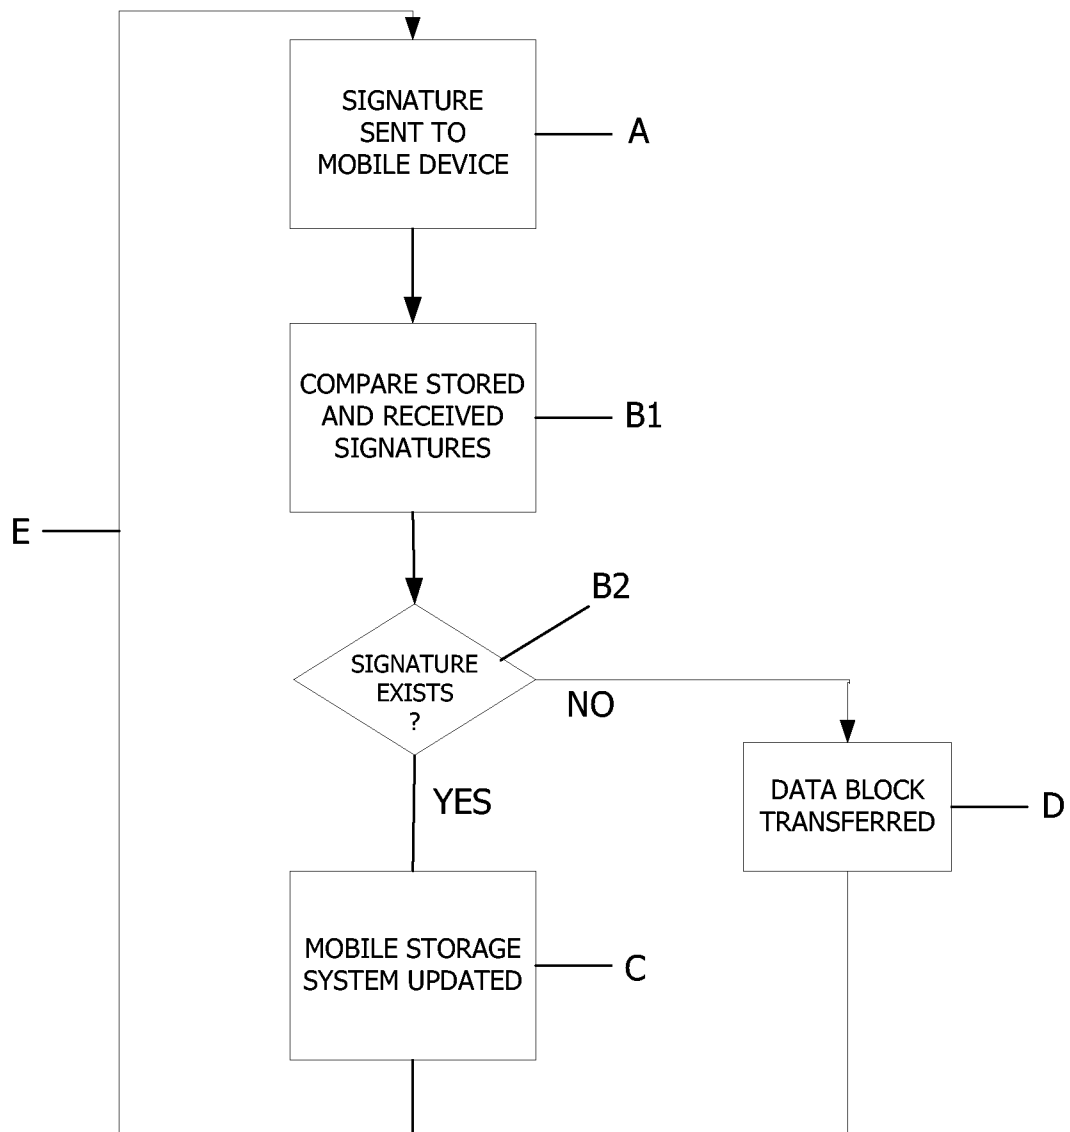 SIGNATURE
SENT TO
MOBILE DEVICE
A
COMPARE STORED
AND RECEIVED
SIGNATURES
B1
E
B2
SIGNATURE
EXISTS
?
NO
YES
DATA BLOCK
TRANSFERRED
D
MOBILE STORAGE
SYSTEM UPDATED
C